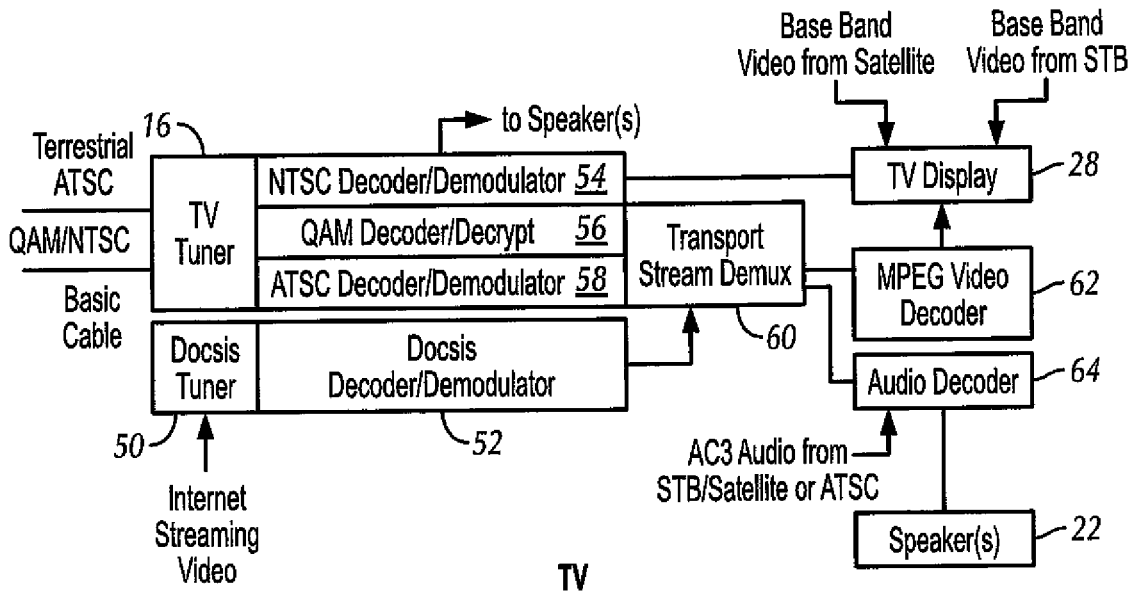 Base Band
Video from Satellite
Base Band
Video from STB
to Speaker(s)
16
Terrestrial
ATSC
QAM/NTSC
Basic
Cable
TV
Tuner
NTSC Decoder/Demodulator 54
QAM Decoder/Decrypt 56
ATSC Decoder/Demodulator 58
Transport
Stream Demux
60
TV Display
28
MPEG Video
Decoder
62
Docsis
Tuner
50
Docsis
Decoder/Demodulator
52
Audio Decoder
64
Internet
Streaming
Video
AC3 Audio from
STB/Satellite or ATSC
Speaker(s)
22
TV